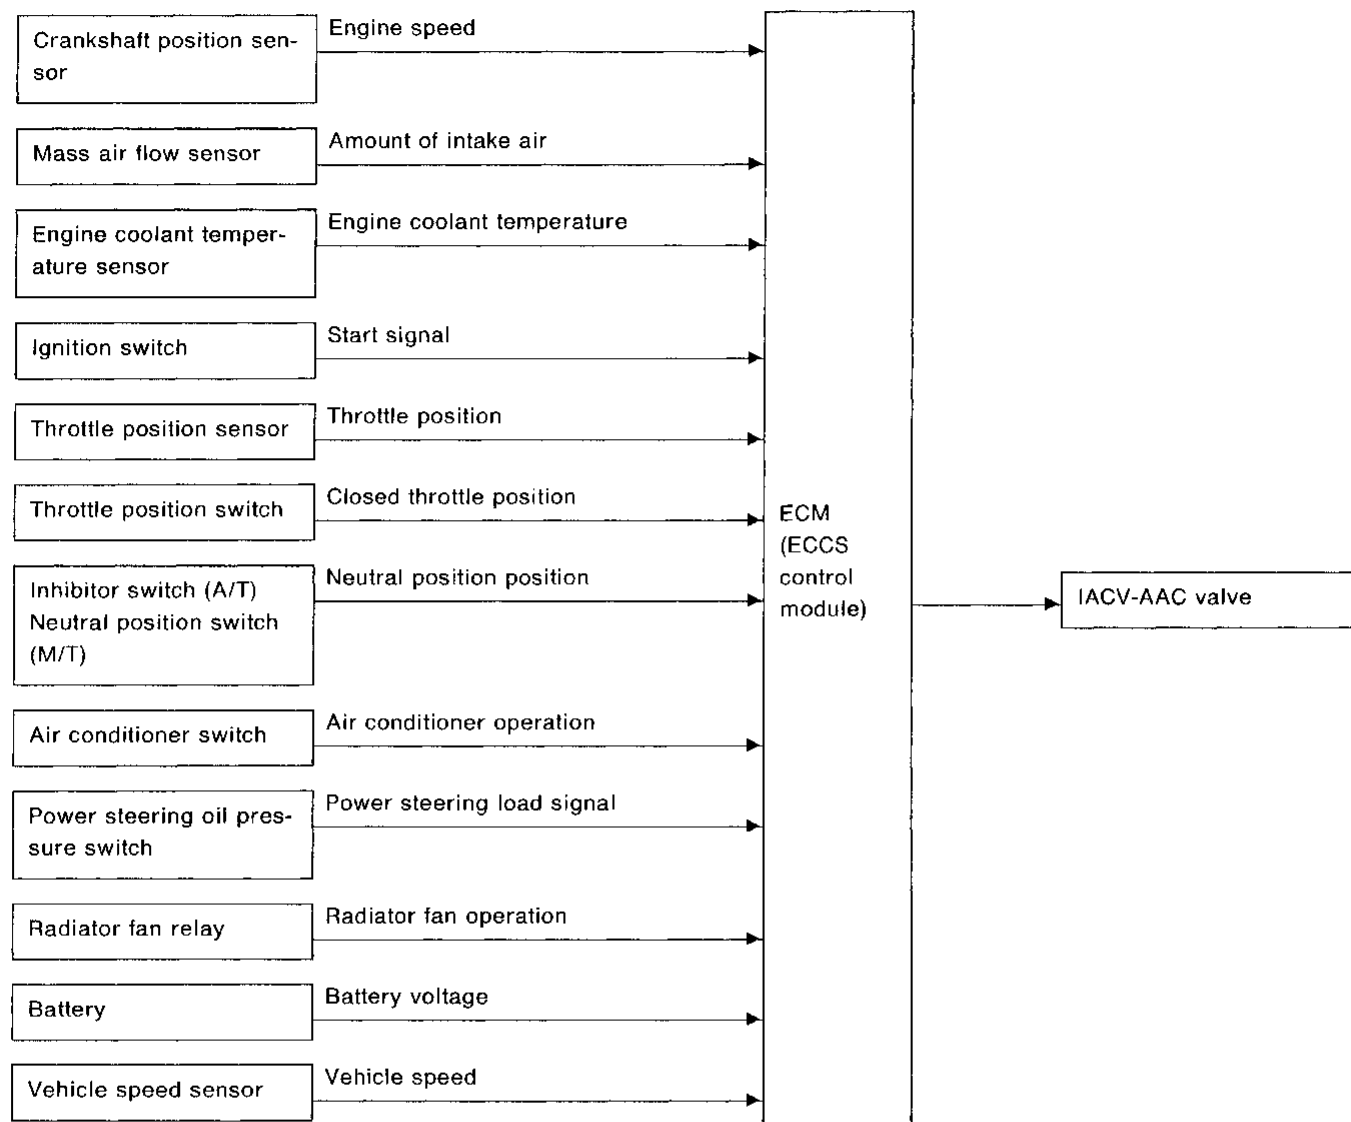 Crankshaft position sen-
sor
Engine speed
Mass air flow sensor
Amount of intake air
Engine coolant temper-
ature sensor
Engine coolant temperature
Ignition switch
Start signal
Throttle position sensor
Throttle position
Throttle position switch
Closed throttle position
Inhibitor switch (A/T)
Neutral position switch
(M/T)
Neutral position position
Air conditioner switch
Air conditioner operation
Power steering oil pres-
sure switch
Power steering load signal
Radiator fan relay
Radiator fan operation
Battery
Battery voltage
Vehicle speed sensor
Vehicle speed
ECM
(ECCS
control
module)
IACV-AAC valve